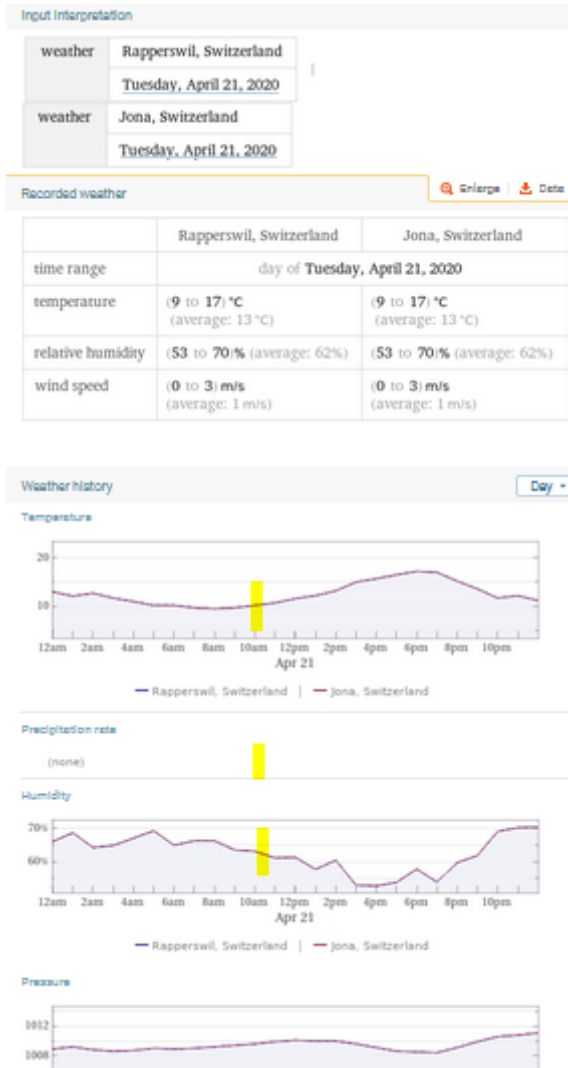 Input interpretation
weather Rapperswil, Switzerland
Tuesday, April 21, 2020
weather Jona, Switzerland
Tuesday, April 21, 2020
Recorded weather Enlarge Data
Rapperswil, Switzerland Jona, Switzerland
time range day of Tuesday, April 21, 2020
temperature (9 to 17) °C (9 to 17) °C
(average: 13 °C) (average: 13 °C)
relative humidity (53 to 70)% (average: 62%) (53 to 70)% (average: 62%)
wind speed (0 to 3) m/s (0 to 3) m/s
(average: 1 m/s) (average: 1 m/s)
Weather history Day
Temperature
20
10
12am 2am 4am 6am 8am 10am 12pm 2pm 4pm 6pm 8pm 10pm
Apr 21
Rapperswil, Switzerland | Jona, Switzerland
Precipitation rate
(none)
Humidity
70%
60%
12am 2am 4am 6am 8am 10am 12pm 2pm 4pm 6pm 8pm 10pm
Apr 21
Rapperswil, Switzerland | Jona, Switzerland
Pressure
1012
1008